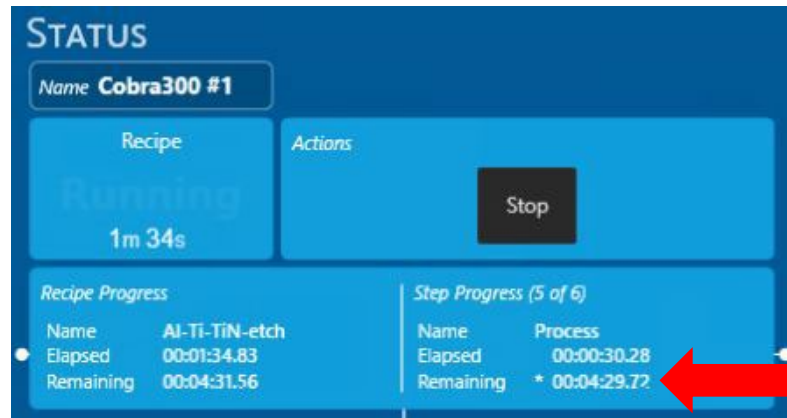 STATUS
Name Cobra300 #1
Recipe
Running
1m 34s
Actions
Stop
Recipe Progress
Name Al-Ti-TiN-etch
Elapsed 00:01:34.83
Remaining 00:04:31.56
Step Progress (5 of 6)
Name Process
Elapsed 00:00:30.28
Remaining * 00:04:29.72